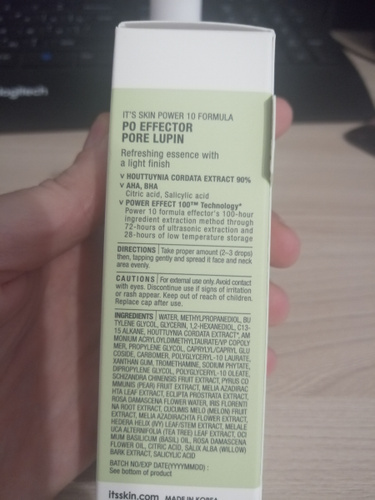 logitech
IT'S SKIN POWER 10 FORMULA
PO EFFECTOR
PORE LUPIN
Refreshing essence with
a light finish
v HOUTTUYNIA CORDATA EXTRACT 90%
v AHA, BHA
Citric acid, Salicylic acid
v POWER EFFECT 100™ Technology*
Power 10 formula effector's 100-hour
ingredient extraction method through
72-hours of ultrasonic extraction and
28-hours of low temperature storage
DIRECTIONS | Take proper amount (2~3 drops)
then, tapping gently and spread it face and neck
area evenly.
CAUTIONS | For external use only. Avoid contact
with eyes. Discontinue use if signs of irritation
or rash appear. Keep out of reach of children.
Replace cap after use.
INGREDIENTS | WATER, METHYLPROPANEDIOL, BU
TYLENE GLYCOL, GLYCERIN, 1,2-HEXANEDIOL, C13-
15 ALKANE, HOUTTUYNIA CORDATA EXTRACT*, AM
MONIUM ACRYLOYLDIMETHYLTAURATE/VP COPOLY
MER, PROPYLENE GLYCOL, CAPRYLYL/CAPRYL GLU
COSIDE, CARBOMER, POLYGLYCERYL-10 LAURATE,
XANTHAN GUM, TROMETHAMINE, SODIUM PHYTATE,
DIPROPYLENE GLYCOL, POLYGLYCERYL-10 OLEATE,
SCHIZANDRA CHINENSIS FRUIT EXTRACT, PYRUS CO
MMUNIS (PEAR) FRUIT EXTRACT, MELIA AZADIRAC
HTA LEAF EXTRACT, ECLIPTA PROSTRATA EXTRACT,
ROSA DAMASCENA FLOWER WATER, IRIS FLORENTI
NA ROOT EXTRACT, CUCUMIS MELO (MELON) FRUIT
EXTRACT, MELIA AZADIRACHTA FLOWER EXTRACT,
HEDERA HELIX (IVY) LEAF/STEM EXTRACT, MELALE
UCA ALTERNIFOLIA (TEA TREE) LEAF EXTRACT, OCI
MUM BASILICUM (BASIL) OIL, ROSA DAMASCENA
FLOWER OIL, CITRIC ACID, SALIX ALBA (WILLOW)
BARK EXTRACT, SALICYLIC ACID
BATCH NO/EXP DATE(YYYYMMDD) :
See bottom of product
itsskin.com MADE IN KOREA